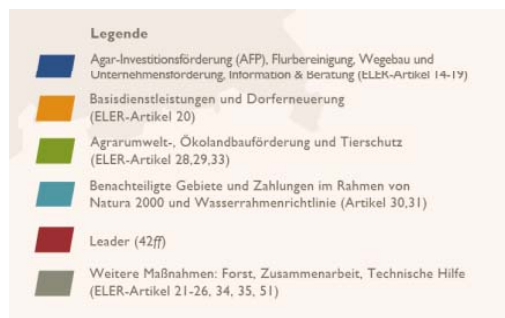 Legende
Agar-Investitionsförderung (AFP), Flurbereinigung, Wegebau und
Unternehmensförderung, Information & Beratung (ELER-Artikel 14-19)
Basisdienstleistungen und Dorferneuerung
(ELER-Artikel 20)
Agrarumwelt-, Ökolandbauförderung und Tierschutz
(ELER-Artikel 28,29,33)
Benachteiligte Gebiete und Zahlungen im Rahmen von
Natura 2000 und Wasserrahmenrichtlinie (Artikel 30,31)
Leader (42ff)
Weitere Maßnahmen: Forst, Zusammenarbeit, Technische Hilfe
(ELER-Artikel 21-26, 34, 35, 51)